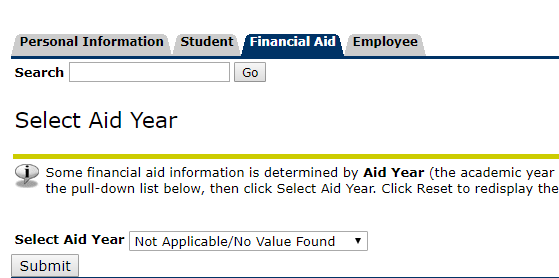 Personal Information Student Financial Aid Employee
Search Go
Select Aid Year
Some financial aid information is determined by Aid Year (the academic year
the pull-down list below, then click Select Aid Year. Click Reset to redisplay the
Select Aid Year Not Applicable/No Value Found
Submit